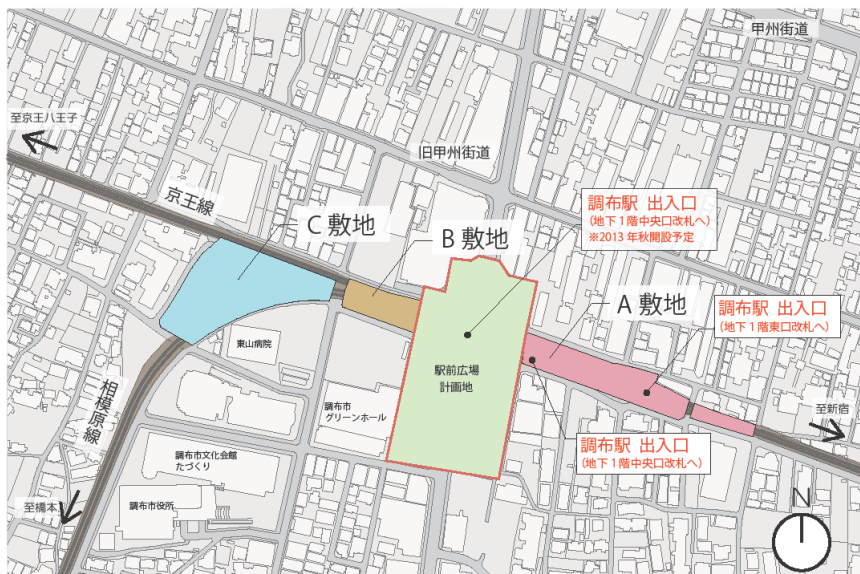 甲州街道
至京王八王子
旧甲州街道
京王線
調布駅 出入口
(地下1階中央口改札へ)
※2013年秋開設予定
C 敷地
B 敷地
A 敷地
調布駅 出入口
(地下1階東口改札へ)
東山病院
駅前広場
計画地
相模原線
調布市
グリーンホール
至新宿
調布駅 出入口
(地下1階中央口改札へ)
調布市文化会館
たづくり
至橋本
調布市役所
N